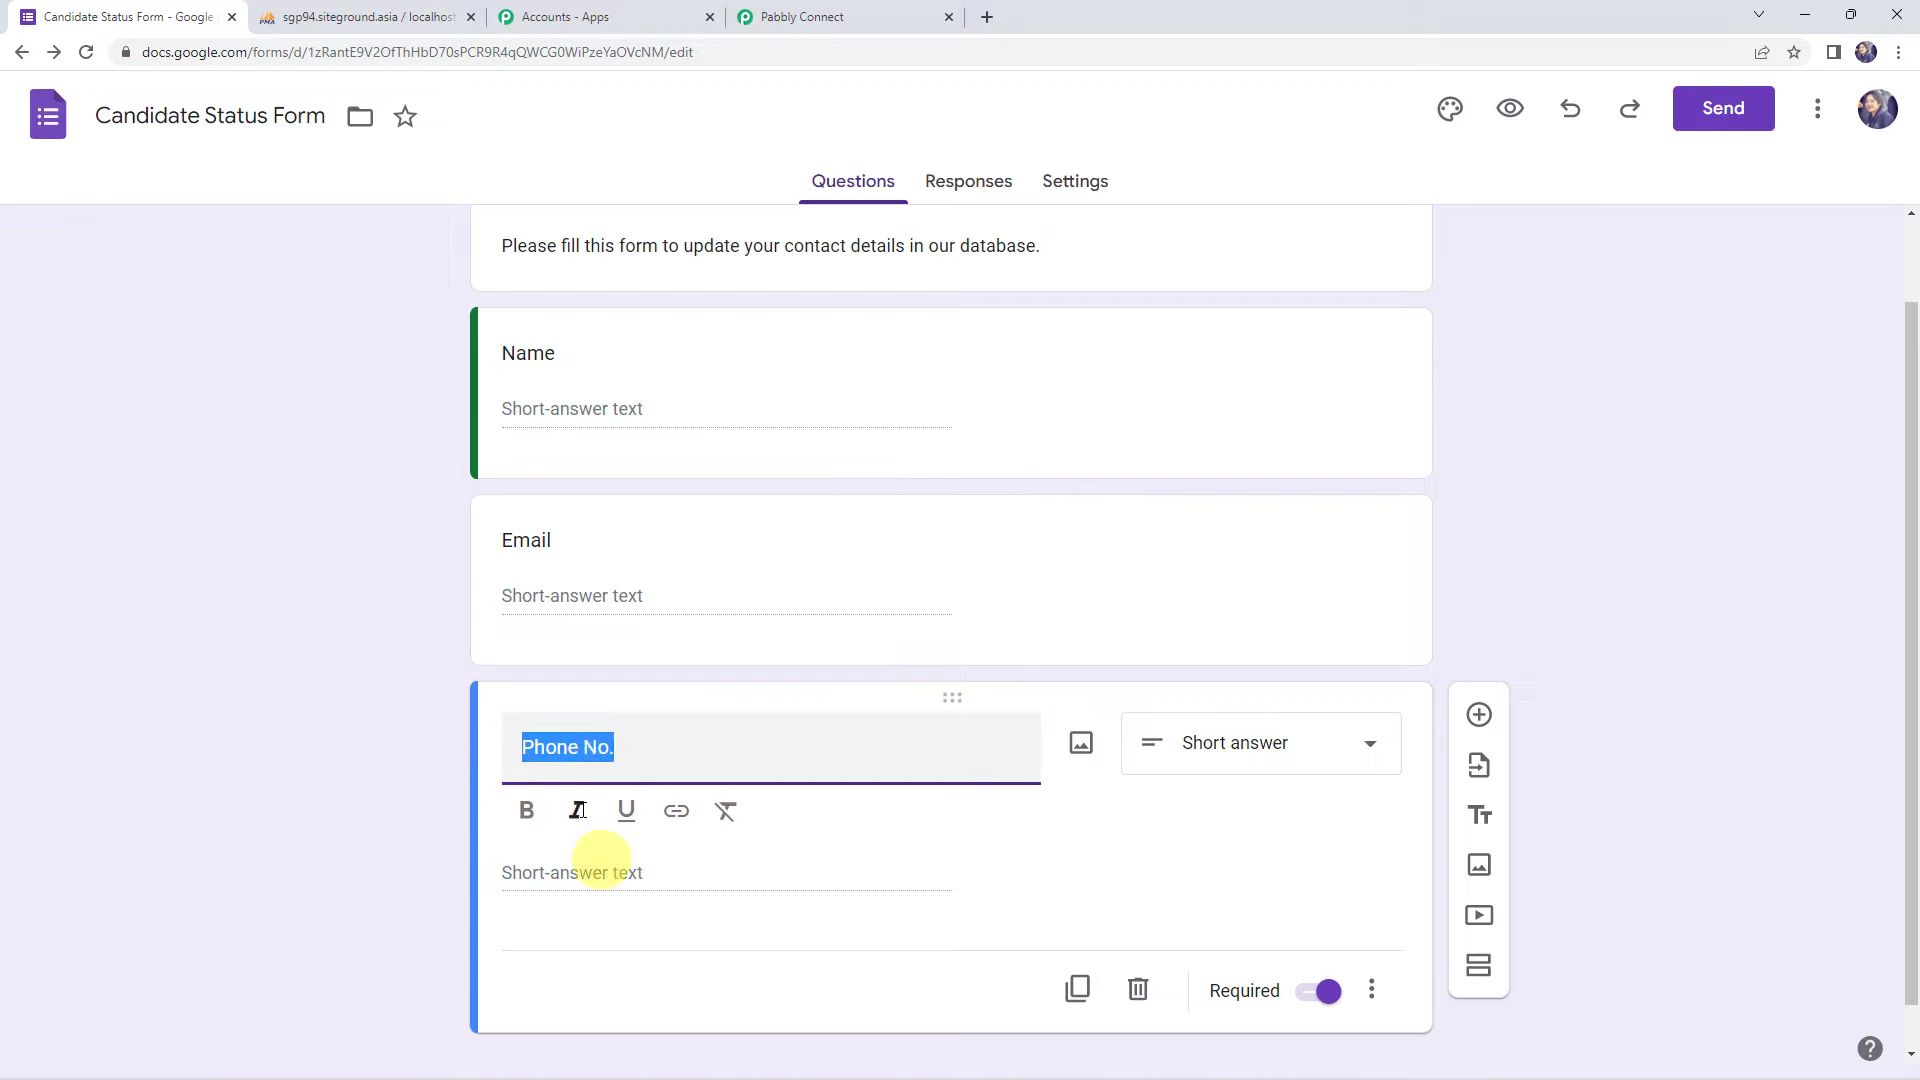 Candidate Status Form - Google
sgp94.siteground.asia / localhost
Accounts - Apps
Pabbly Connect
docs.google.com/forms/d/1zRantE9V2OfThHbD70sPCR9R4qQWCG0WiPzeYaOVcNM/edit
Candidate Status Form
Send
Questions
Responses
Settings
Please fill this form to update your contact details in our database.
Name
Short-answer text
Email
Short-answer text
Phone No.
Short answer
B I U
Short-answer text
Required